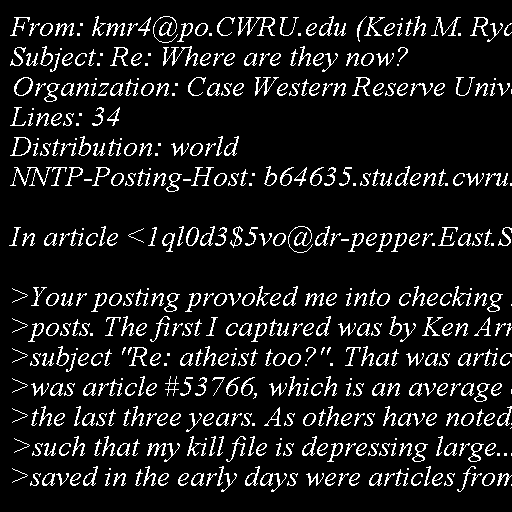 From: kmr4@po.CWRU.edu (Keith M. Rya
Subject: Re: Where are they now?
Organization: Case Western Reserve Unive
Lines: 34
Distribution: world
NNTP-Posting-Host: b64635.student.cwru.
In article <1ql0d3$5vo@dr-pepper.East.S
>Your posting provoked me into checking
>posts. The first I captured was by Ken Arr
>subject "Re: atheist too?". That was artic
>was article #53766, which is an average
>the last three years. As others have noted,
>such that my kill file is depressing large...
>saved in the early days were articles from